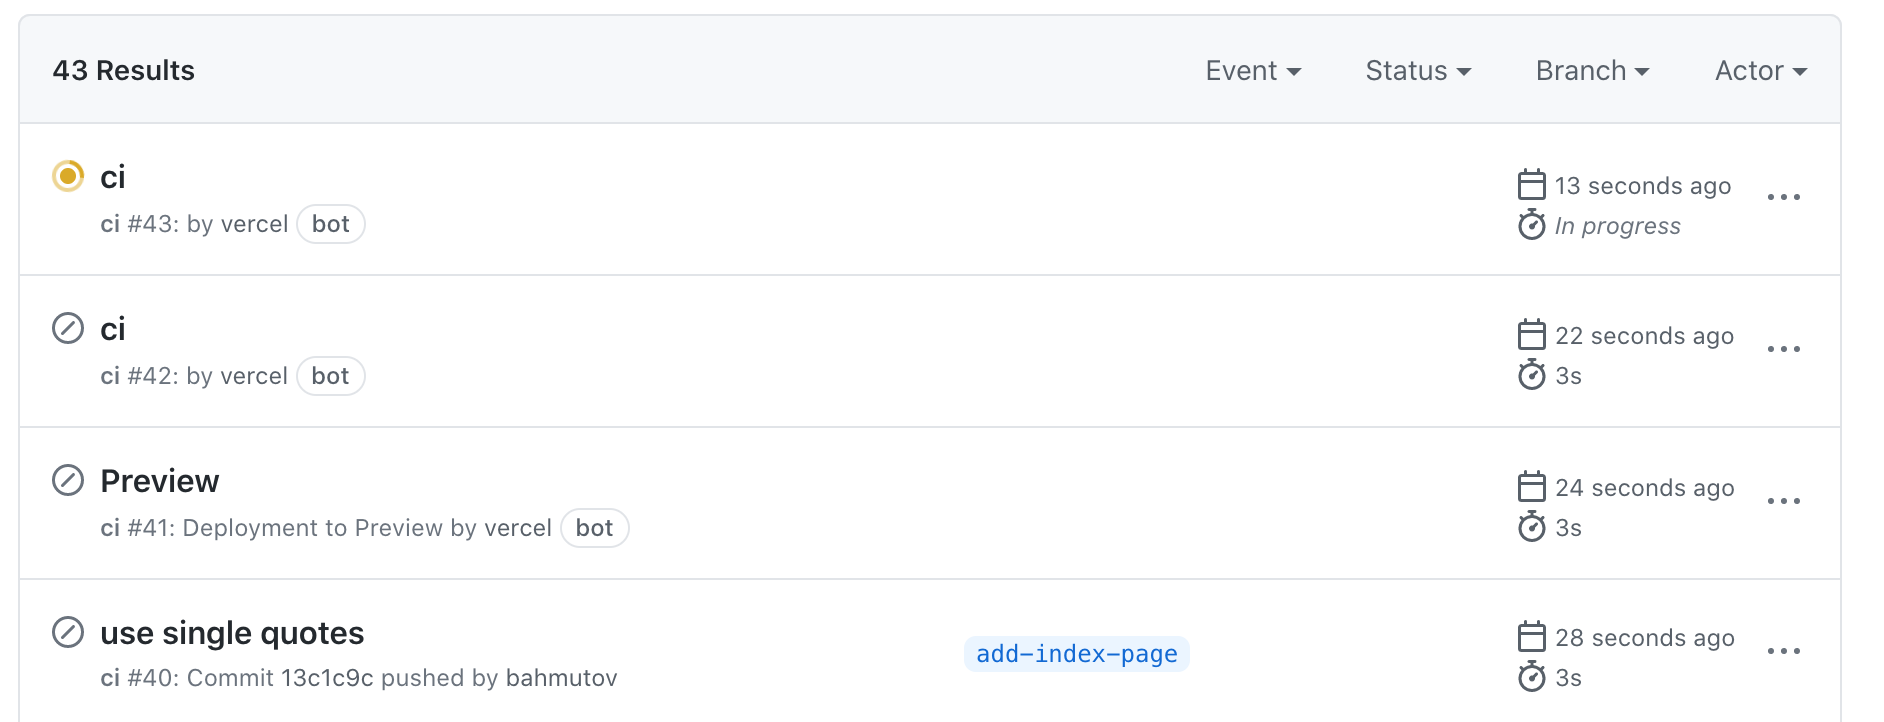 43 Results Event Status Branch Actor
ci
ci #43: by vercel bot
13 seconds ago
In progress
ci
ci #42: by vercel bot
22 seconds ago
3s
Preview
ci #41: Deployment to Preview by vercel bot
24 seconds ago
3s
use single quotes
ci #40: Commit 13c1c9c pushed by bahmutov
add-index-page
28 seconds ago
3s